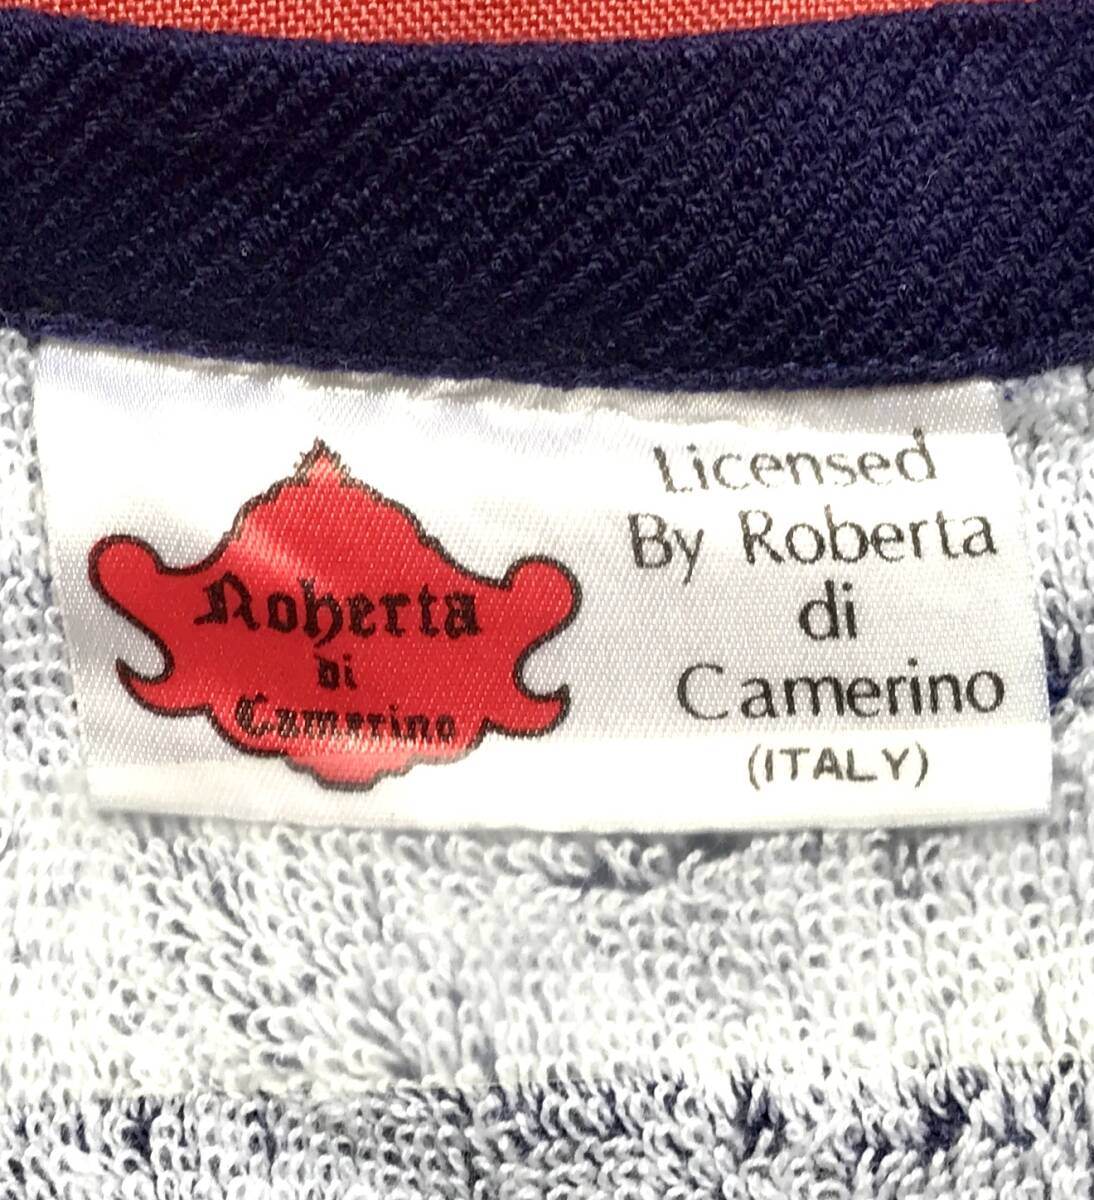 Roberta
di
Camerino
Licensed
By Roberta
di
Camerino
(ITALY)